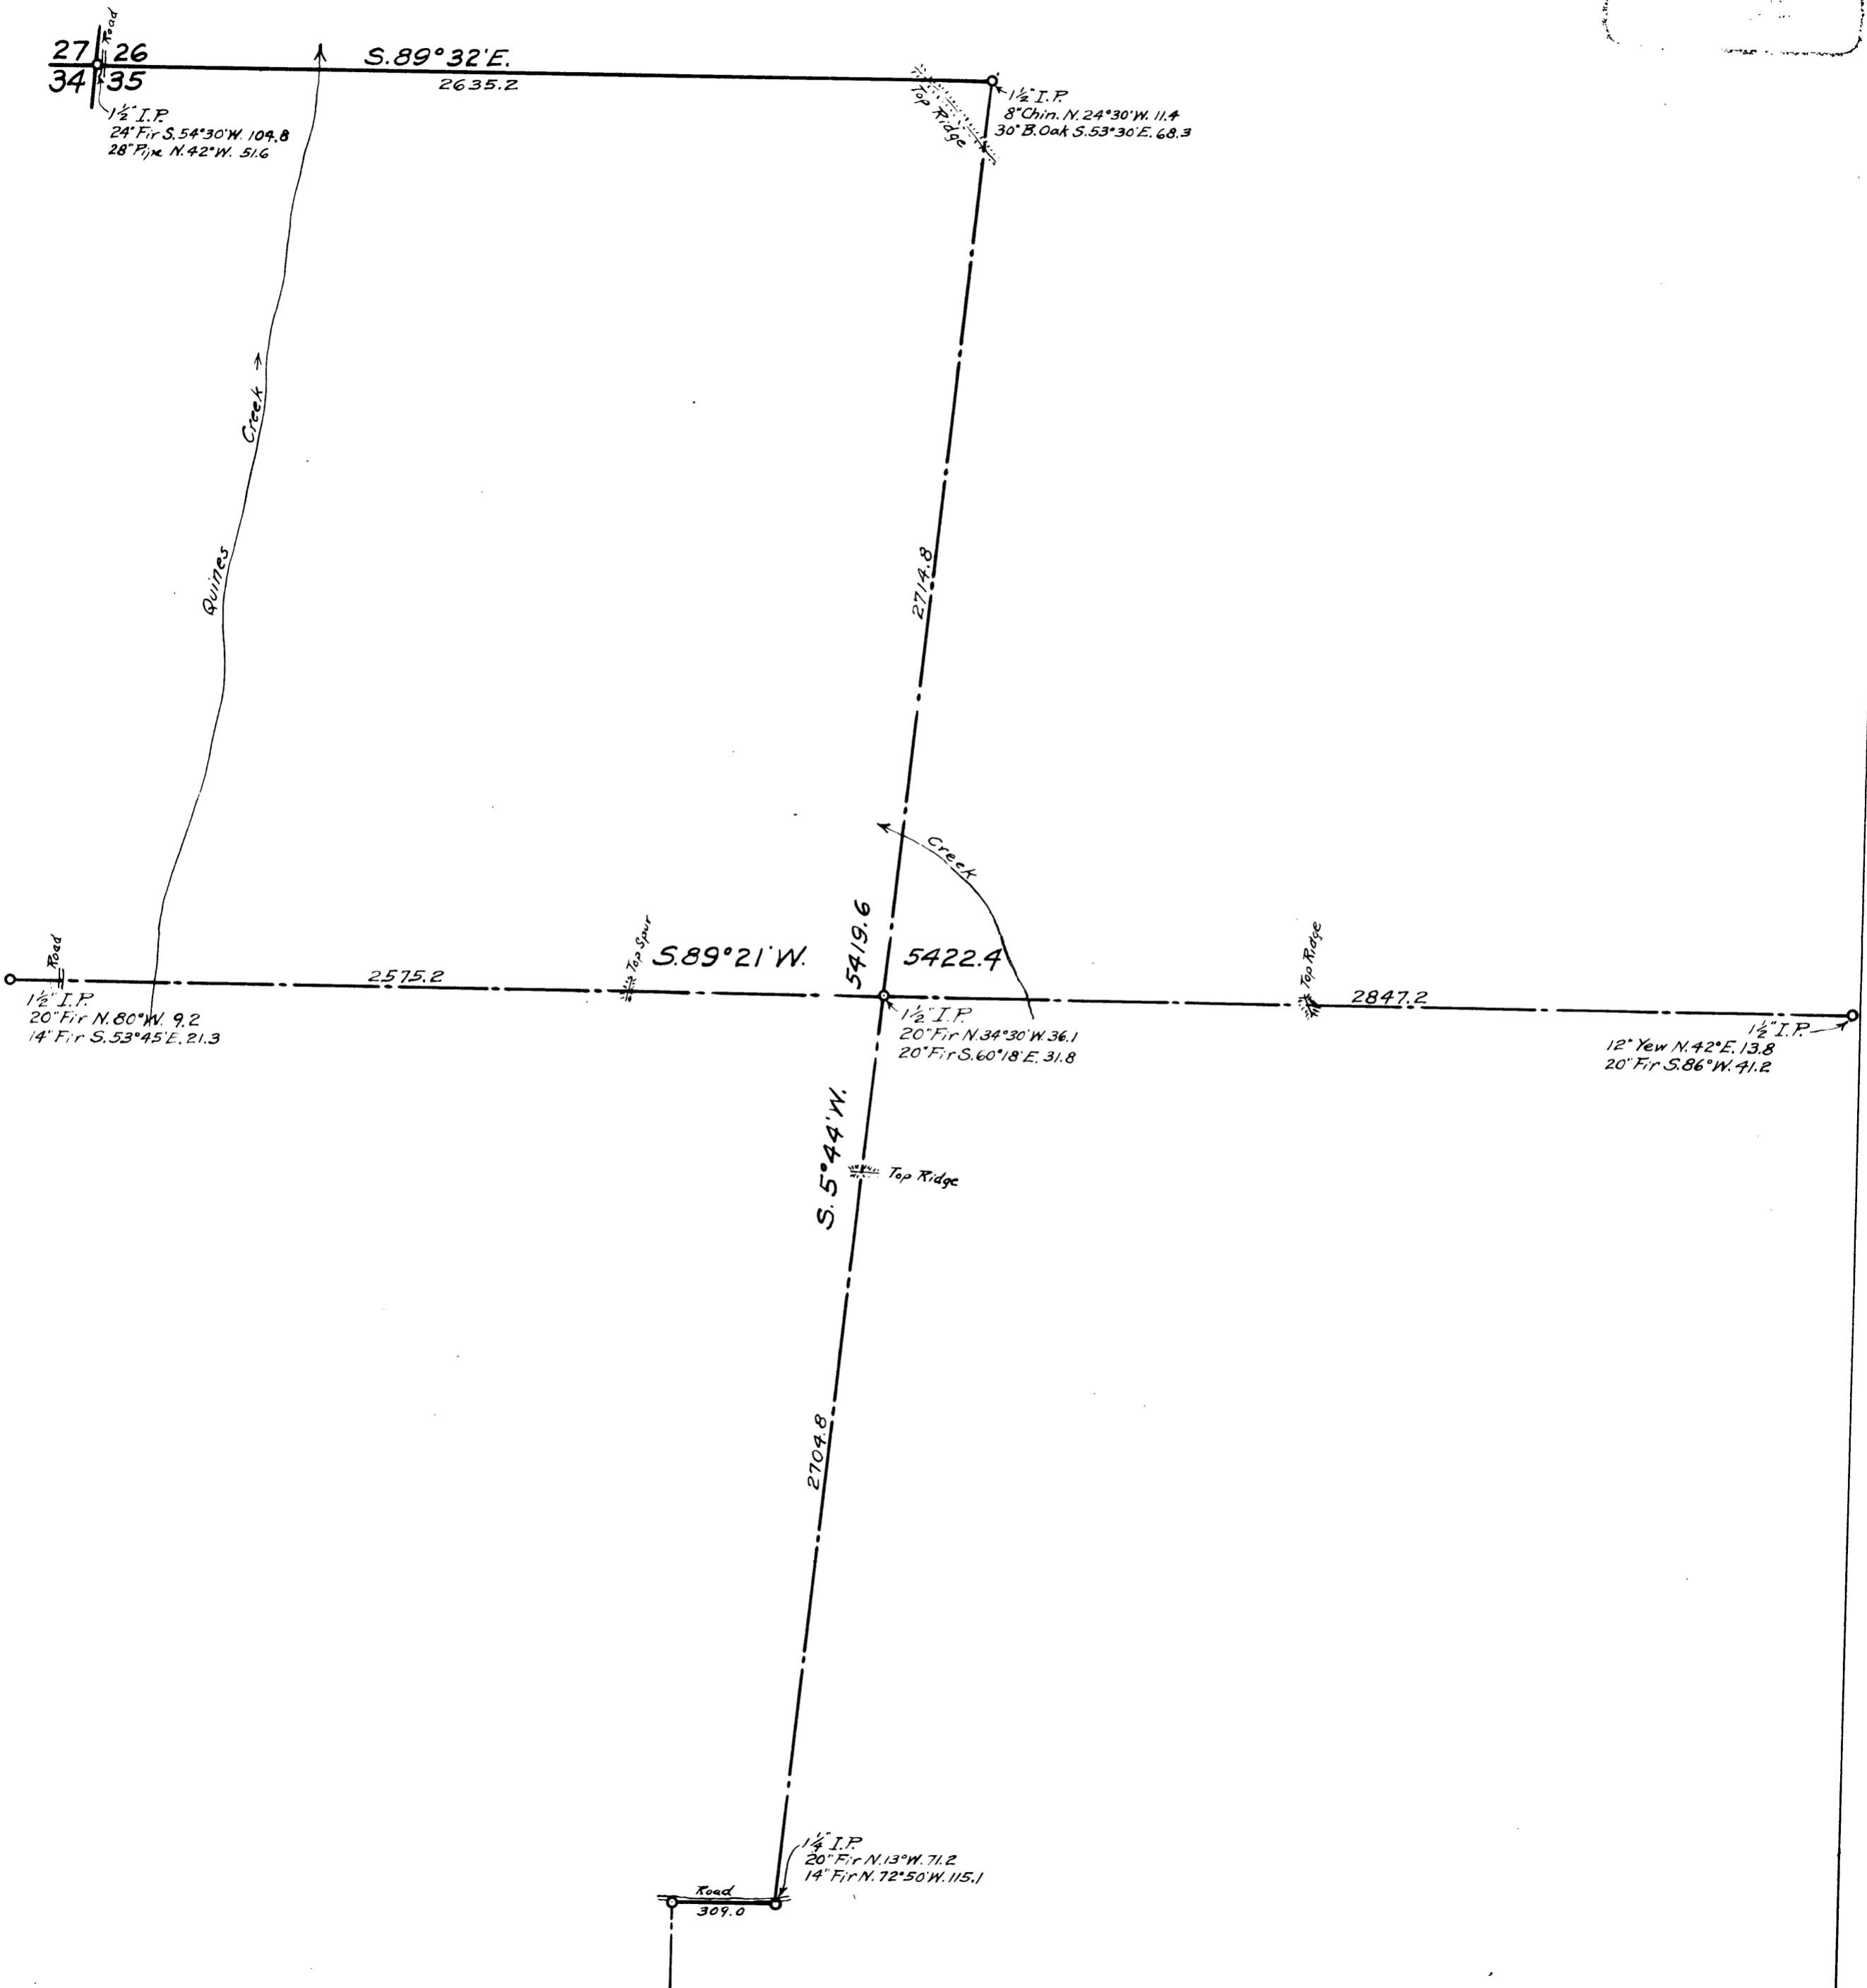 Road
27 26
34 35
S.89°32'E.
2635.2
1½" I.P.
24" Fir S.54°30'W. 104.8
28" Pine N.42°W. 51.6
Top Ridge
1½" I.P.
8" Chin. N.24°30'W. 11.4
30" B.Oak S.53°30'E. 68.3
Creek
Quines
2714.8
Creek
5419.6
Road
2575.2
Top Spur
S.89°21'W.
5422.4
Top Ridge
2847.2
1½" I.P.
20" Fir N.80°W. 9.2
14" Fir S.53°45'E. 21.3
1½" I.P.
20" Fir N.34°30'W. 36.1
20" Fir S.60°18'E. 31.8
1½" I.P.
12" Yew N.42°E. 13.8
20" Fir S.86°W. 41.2
S. 5°44'W.
Top Ridge
2704.8
1¼" I.P.
20" Fir N.13°W. 71.2
14" Fir N.72°50'W. 115.1
Road
309.0